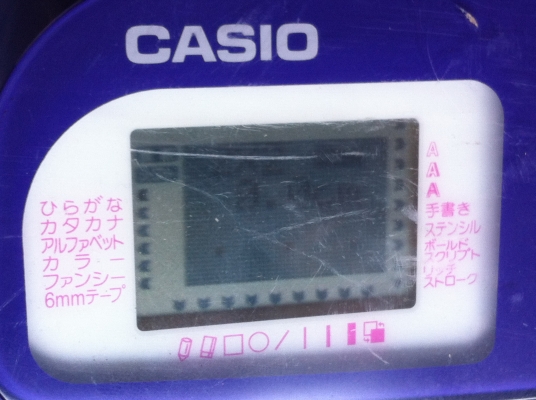 CASIO
ひらがな
カタカナ
アルファベット
カラー
ファンシー
6mmテープ
A
A
A
手書き
ステンシル
ボールド
スクリプト
リッチ
ストローク